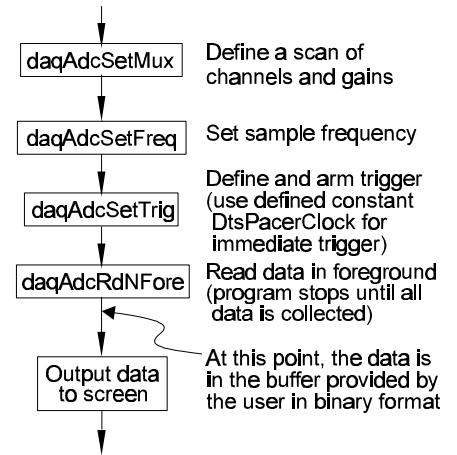 daqAdcSetMux
Define a scan of
channels and gains
daqAdcSetFreq
Set sample frequency
daqAdcSetTrig
Define and arm trigger
(use defined constant
DtsPacerClock for
immediate trigger)
daqAdcRdNFore
Read data in foreground
(program stops until all
data is collected)
At this point, the data is
in the buffer provided by
the user in binary format
Output data
to screen